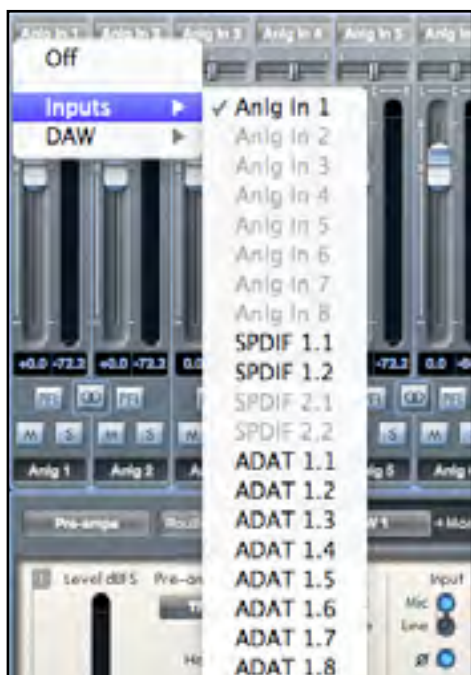 Anlg In 1 Anlg In 2 Anlg In 3 Anlg In 4 Anlg In 5 Anlg In
Off
Inputs
DAW
✓ Anlg In 1
Anlg In 2
Anlg In 3
Anlg In 4
Anlg In 5
Anlg In 6
Anlg In 7
Anlg In 8
SPDIF 1.1
SPDIF 1.2
SPDIF 2.1
SPDIF 2.2
ADAT 1.1
ADAT 1.2
ADAT 1.3
ADAT 1.4
ADAT 1.5
ADAT 1.6
ADAT 1.7
ADAT 1.8
+0.0 -72.2 +0.0 -72.2 0.0
M S M S M S M
Anlg 1 Anlg 2 A
Pre-amps
Level dBFS Pre-am
Input
Mic
Line
Ø